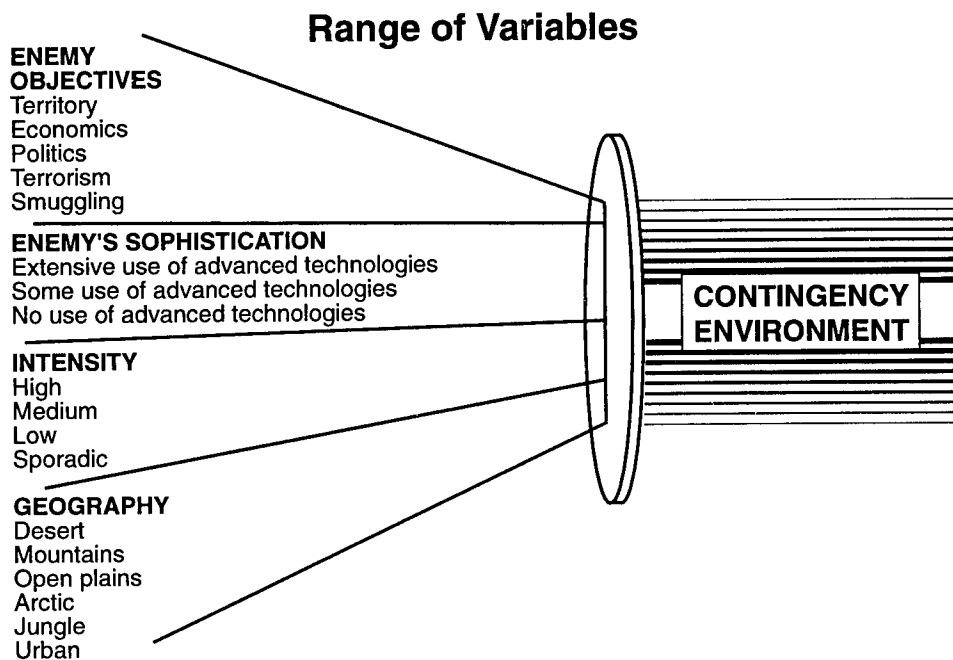 Range of Variables
ENEMY
OBJECTIVES
Territory
Economics
Politics
Terrorism
Smuggling
ENEMY'S SOPHISTICATION
Extensive use of advanced technologies
Some use of advanced technologies
No use of advanced technologies
INTENSITY
High
Medium
Low
Sporadic
GEOGRAPHY
Desert
Mountains
Open plains
Arctic
Jungle
Urban
CONTINGENCY
ENVIRONMENT